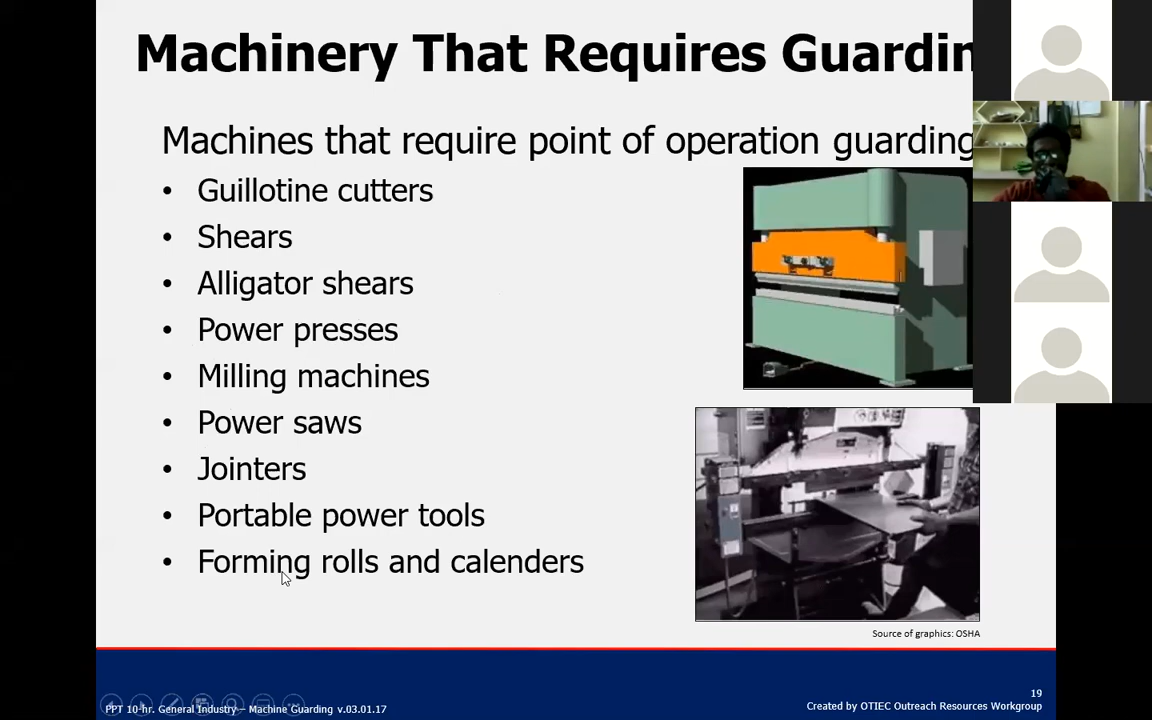 Machinery That Requires Guardin
Machines that require point of operation guarding
• Guillotine cutters
• Shears
• Alligator shears
• Power presses
• Milling machines
• Power saws
• Jointers
• Portable power tools
• Forming rolls and calenders
Source of graphics: OSHA
19
PPT 10-hr. General Industry – Machine Guarding v.03.01.17
Created by OTIEC Outreach Resources Workgroup